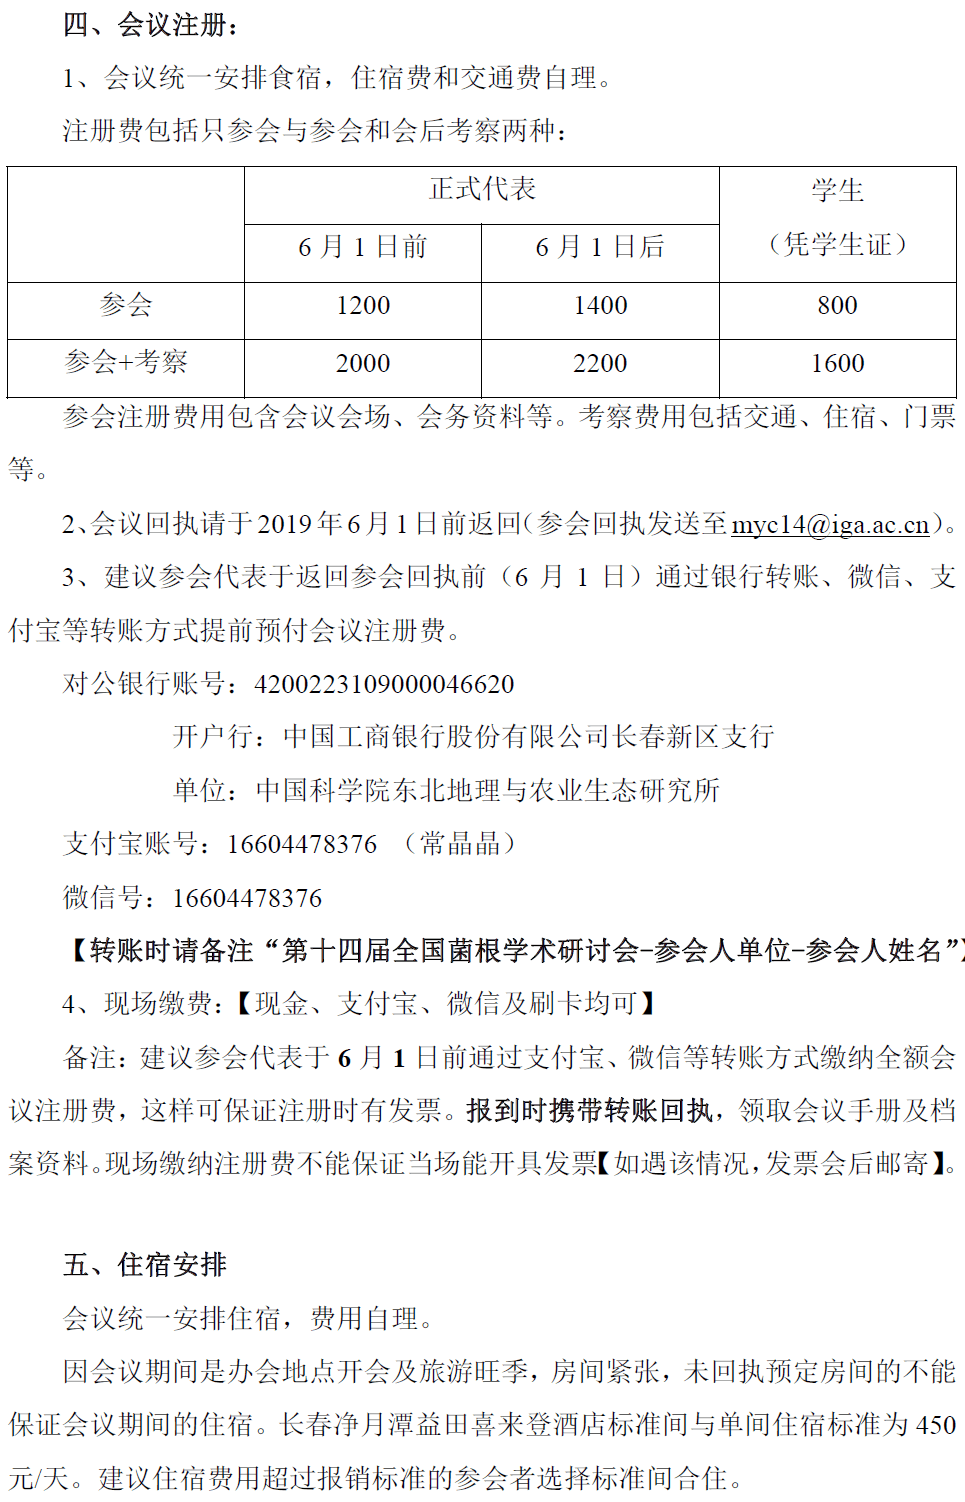 四、会议注册：
1、会议统一安排食宿，住宿费和交通费自理。
注册费包括只参会与参会和会后考察两种：
正式代表
学生
（凭学生证）
6 月 1 日前
6 月 1 日后
参会
1200
1400
800
参会+考察
2000
2200
1600
参会注册费用包含会议会场、会务资料等。考察费用包括交通、住宿、门票
等。
2、会议回执请于 2019 年 6 月 1 日前返回（参会回执发送至 myc14@iga.ac.cn）。
3、建议参会代表于返回参会回执前（6 月 1 日）通过银行转账、微信、支
付宝等转账方式提前预付会议注册费。
对公银行账号：4200223109000046620
开户行：中国工商银行股份有限公司长春新区支行
单位：中国科学院东北地理与农业生态研究所
支付宝账号：16604478376 （常晶晶）
微信号：16604478376
【转账时请备注“第十四届全国菌根学术研讨会-参会人单位-参会人姓名”】
4、现场缴费：【现金、支付宝、微信及刷卡均可】
备注：建议参会代表于 6 月 1 日前通过支付宝、微信等转账方式缴纳全额会
议注册费，这样可保证注册时有发票。报到时携带转账回执，领取会议手册及档
案资料。现场缴纳注册费不能保证当场能开具发票【如遇该情况，发票会后邮寄】。
五、住宿安排
会议统一安排住宿，费用自理。
因会议期间是办会地点开会及旅游旺季，房间紧张，未回执预定房间的不能
保证会议期间的住宿。长春净月潭益田喜来登酒店标准间与单间住宿标准为 450
元/天。建议住宿费用超过报销标准的参会者选择标准间合住。